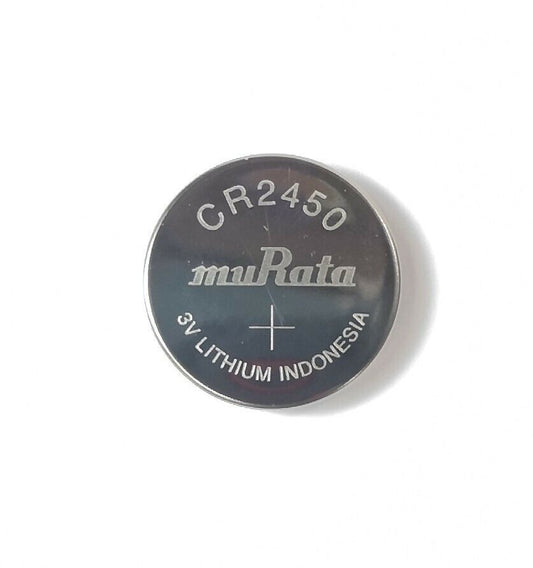 CR2450
muRata
+
3V LITHIUM INDONESIA